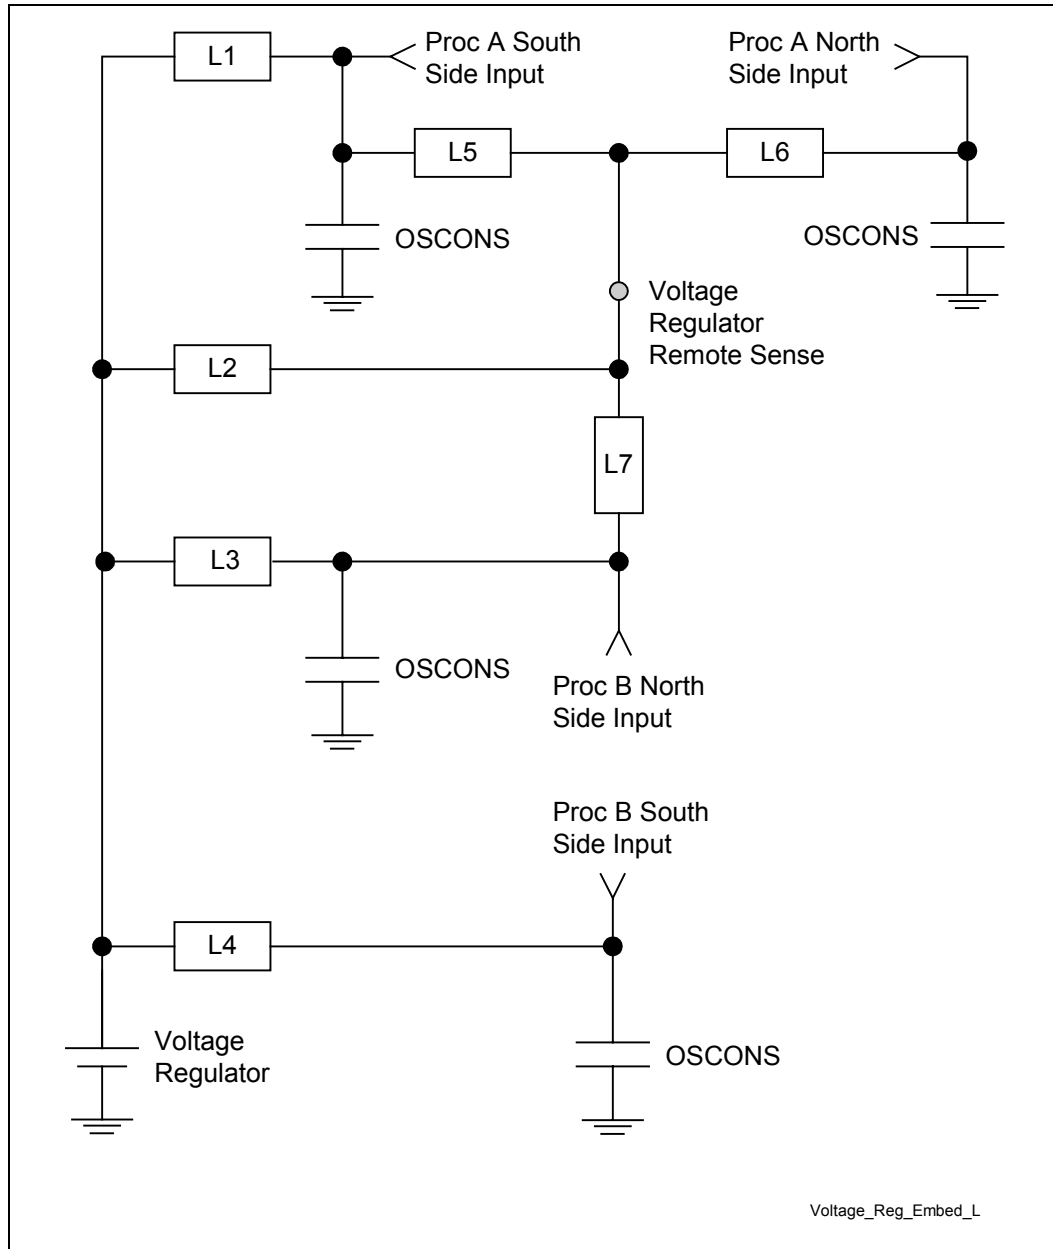 L1
Proc A South
Side Input
Proc A North
Side Input
L5
L6
OSCONS
OSCONS
Voltage
Regulator
Remote Sense
L2
L7
L3
OSCONS
Proc B North
Side Input
Proc B South
Side Input
L4
Voltage
Regulator
OSCONS
Voltage_Reg_Embed_L